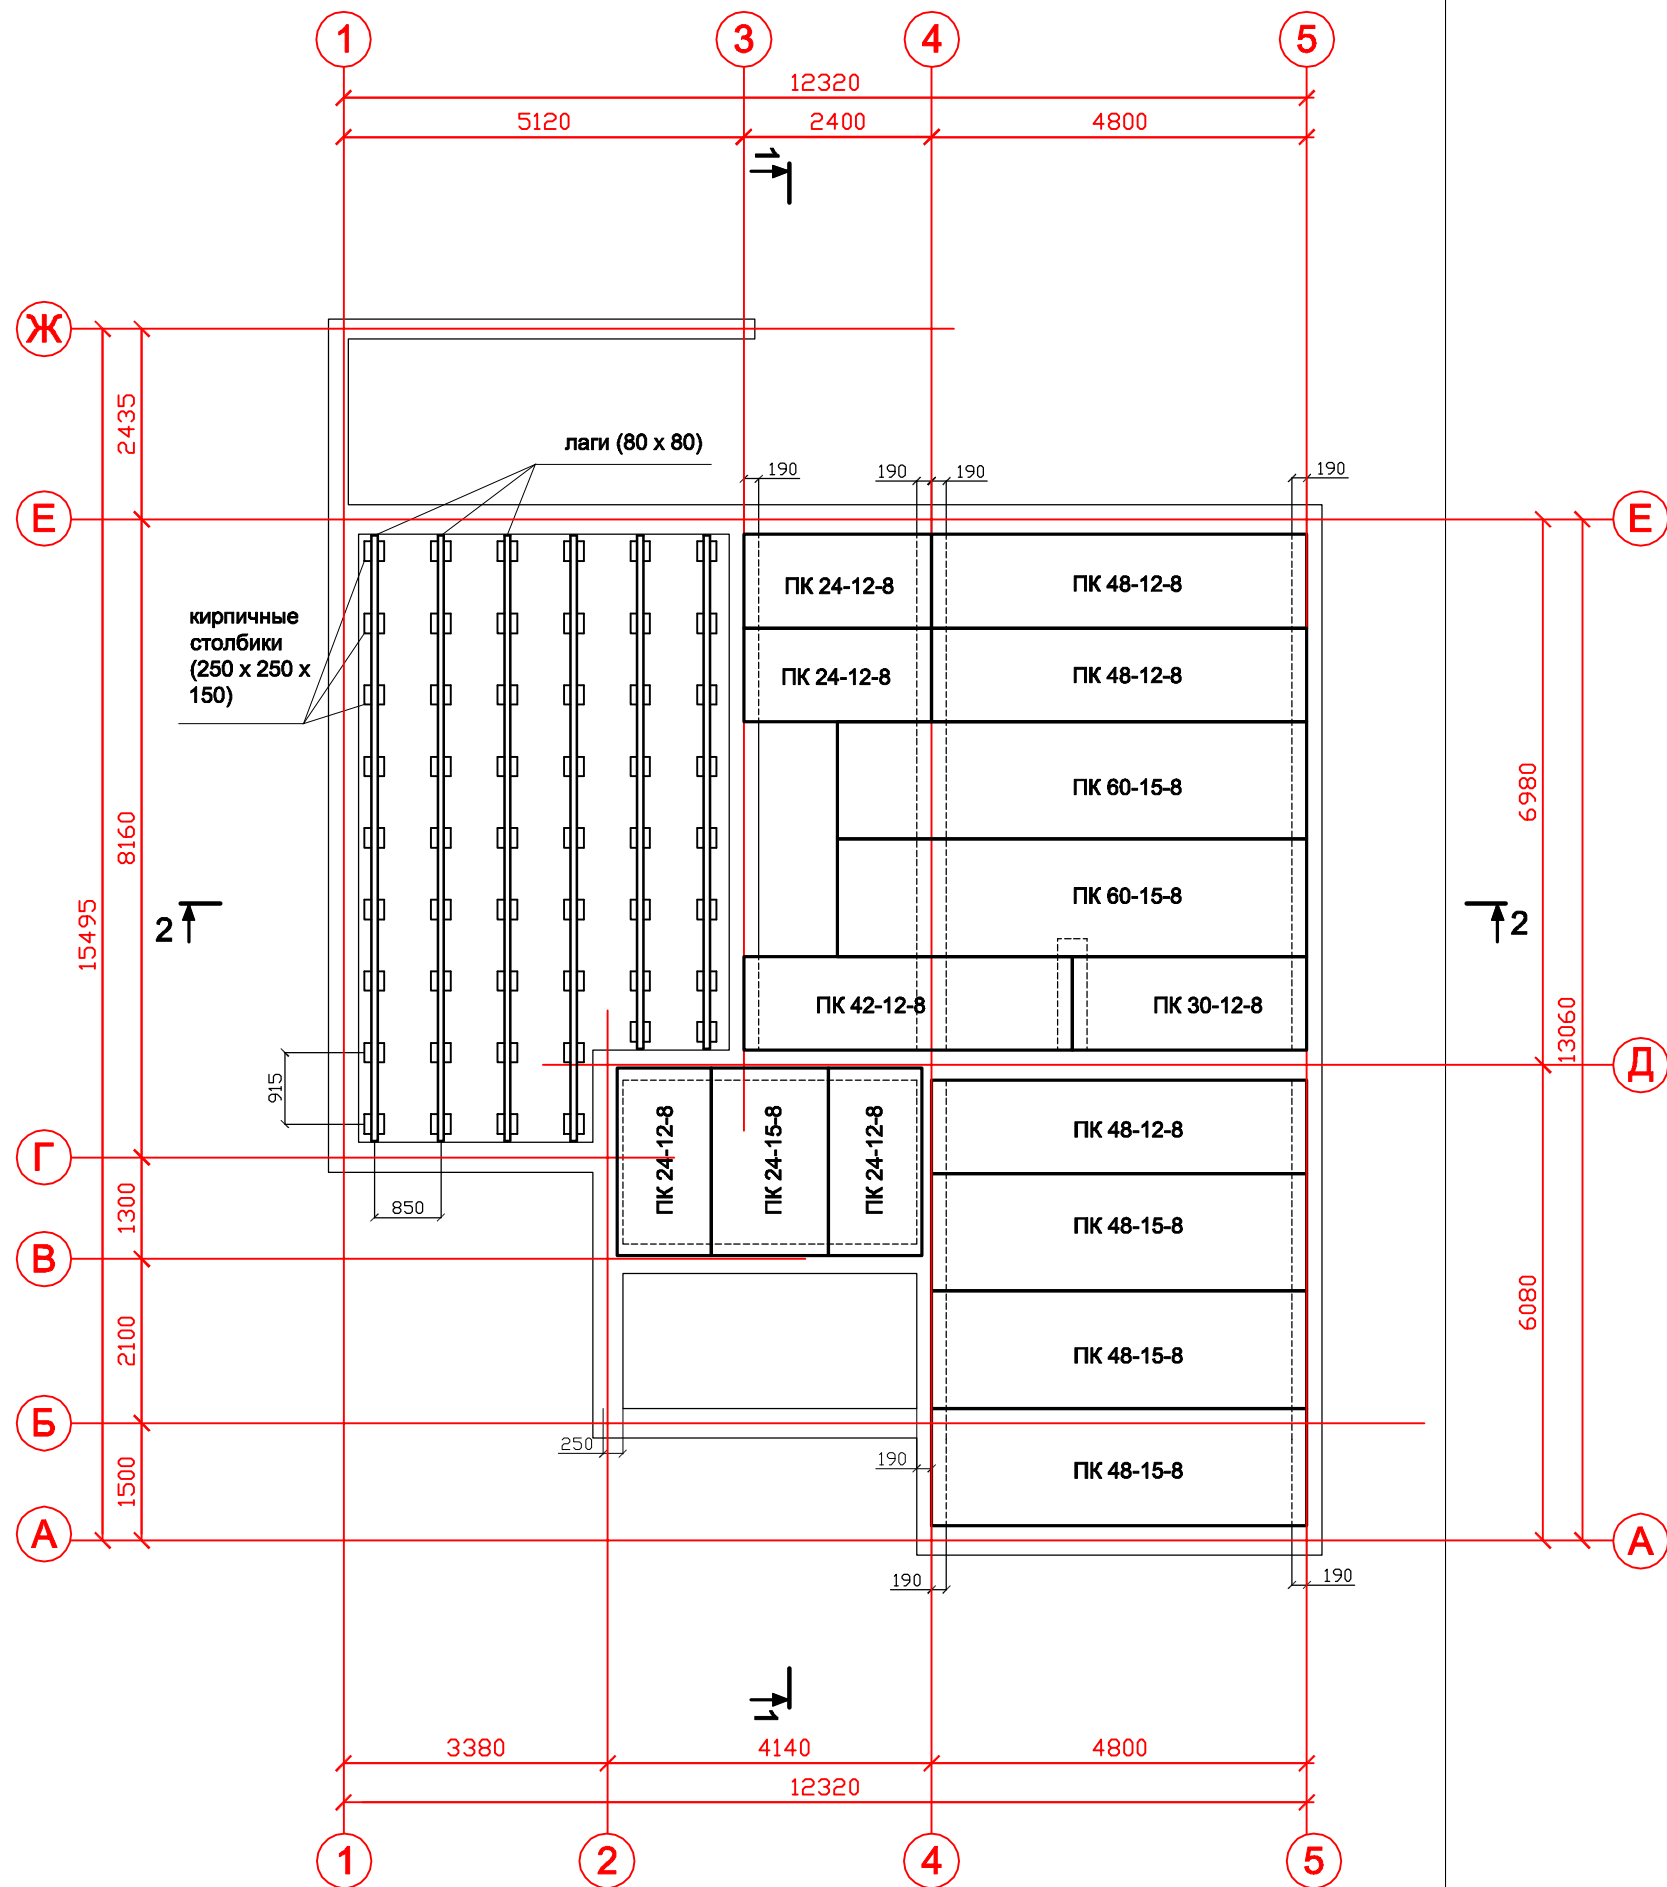 1
3
4
5
12320
5120
2400
4800
1
Ж
2435
лаги (80 x 80)
190
190
190
190
Е
Е
ПК 24-12-8
ПК 48-12-8
кирпичные
столбики
(250 x 250 x
150)
ПК 24-12-8
ПК 48-12-8
ПК 60-15-8
6980
8160
ПК 60-15-8
15495
2
2
ПК 42-12-8
ПК 30-12-8
13060
Д
915
ПК 24-12-8
ПК 24-15-8
ПК 24-12-8
ПК 48-12-8
Г
850
1300
ПК 48-15-8
В
6080
2100
ПК 48-15-8
Б
250
190
ПК 48-15-8
1500
А
А
190
190
1
3380
4140
4800
12320
1
2
4
5